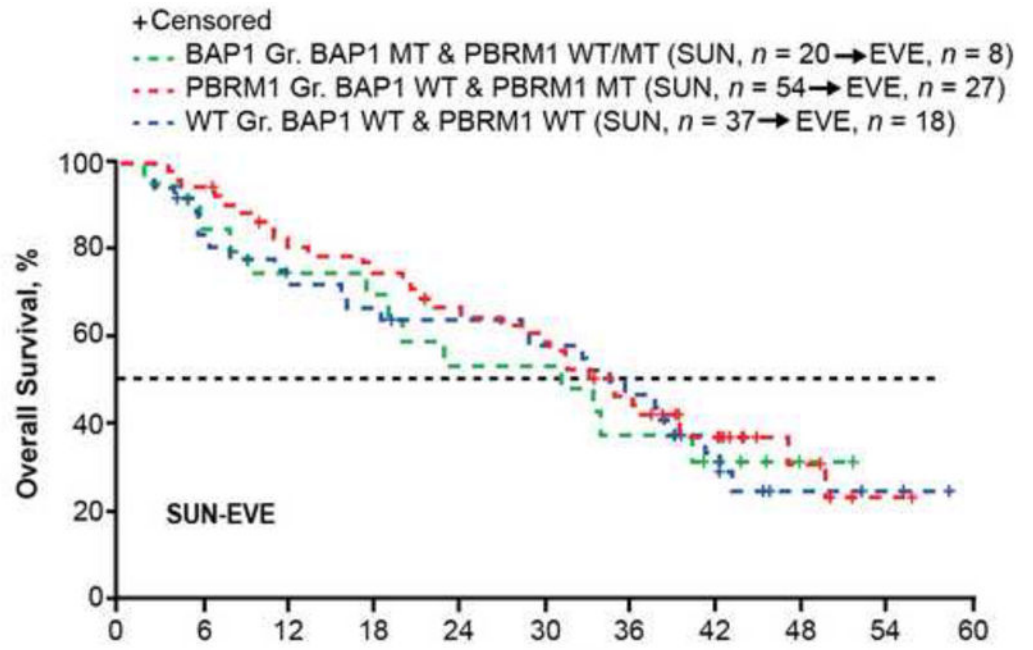 +Censored
BAP1 Gr. BAP1 MT & PBRM1 WT/MT (SUN, n = 20→EVE, n = 8)
PBRM1 Gr. BAP1 WT & PBRM1 MT (SUN, n = 54→EVE, n = 27)
WT Gr. BAP1 WT & PBRM1 WT (SUN, n = 37→EVE, n = 18)
Overall Survival, %
100
80
60
40
20
0
SUN-EVE
0 6 12 18 24 30 36 42 48 54 60